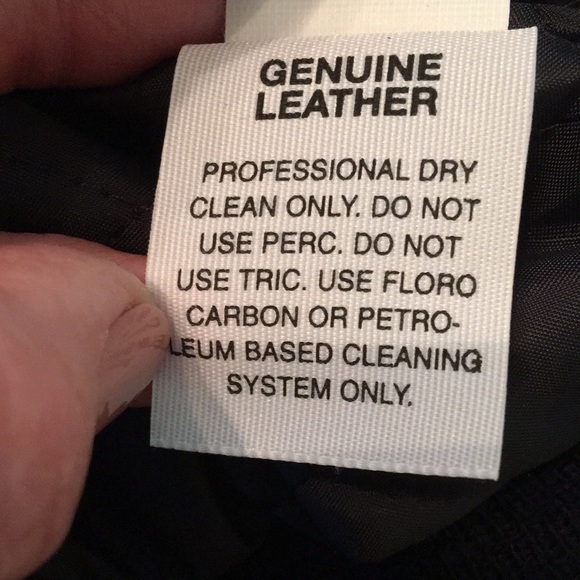 GENUINE
LEATHER
PROFESSIONAL DRY
CLEAN ONLY. DO NOT
USE PERC. DO NOT
USE TRIC. USE FLORO
CARBON OR PETRO-
LEUM BASED CLEANING
SYSTEM ONLY.